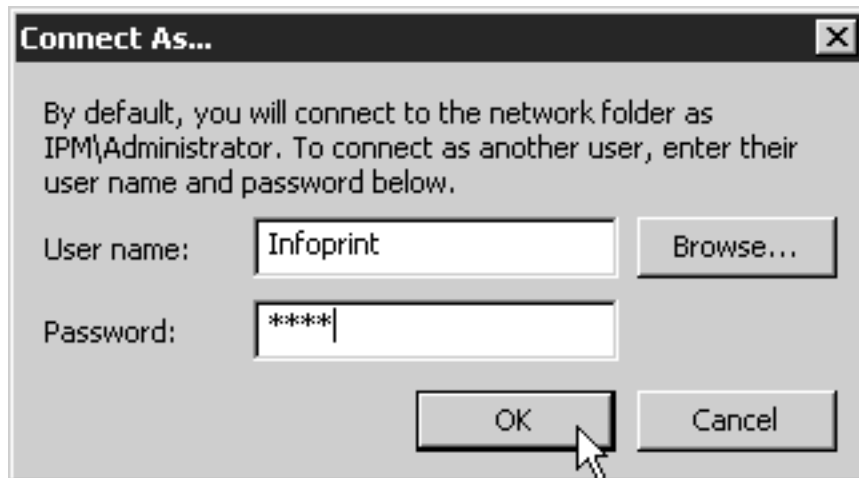 Connect As...
By default, you will connect to the network folder as
IPM\Administrator. To connect as another user, enter their
user name and password below.
User name: Infoprint Browse...
Password: ****
OK Cancel